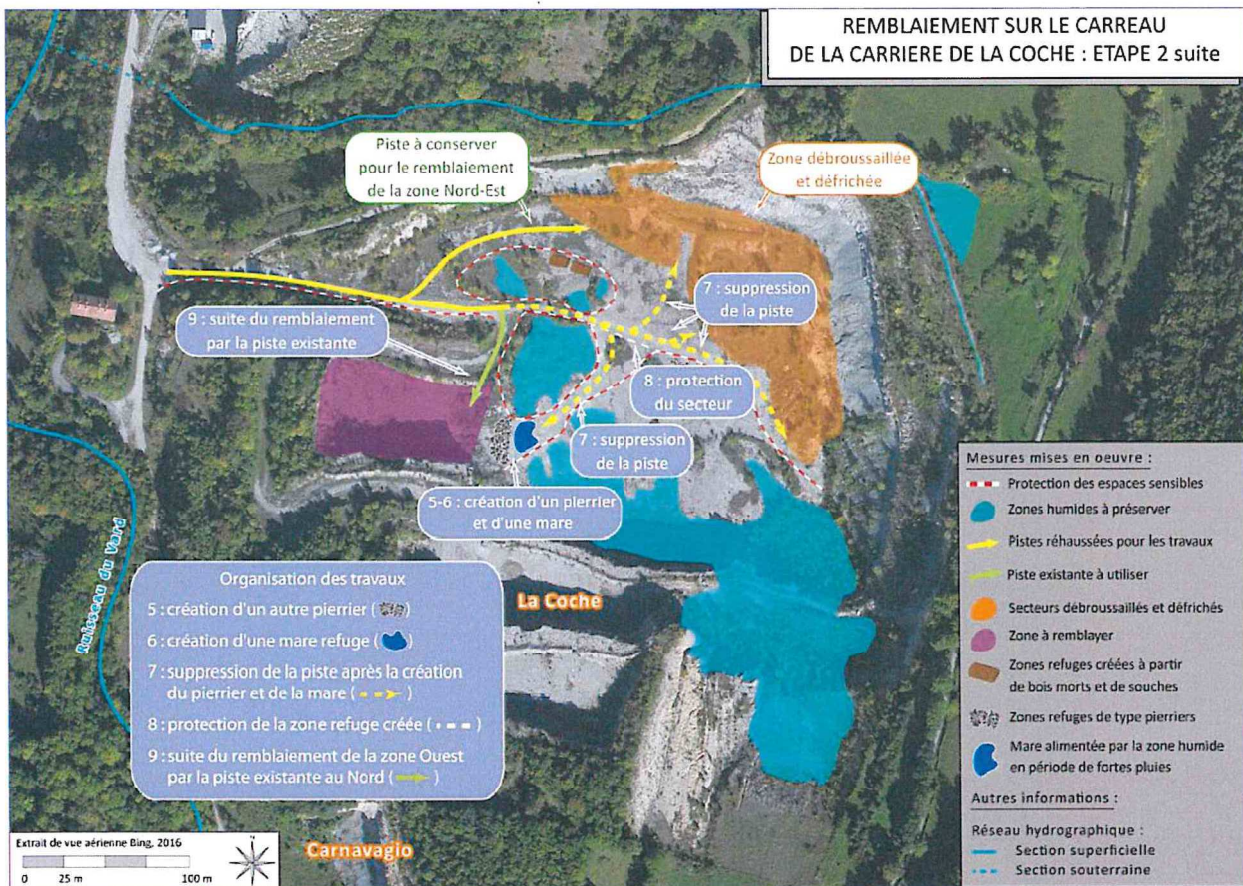 REMBLAIEMENT SUR LE CARREAU
DE LA CARRIERE DE LA COCHE : ETAPE 2 suite
Piste à conserver
pour le remblaiement
de la zone Nord-Est
Zone débroussaillée
et défrichée
7 : suppression
de la piste
9 : suite du remblaiement
par la piste existante
8 : protection
du secteur
7 : suppression
de la piste
5-6 : création d'un pierrier
et d'une mare
Ruisseau du Vard
La Coche
Carnavagio
Organisation des travaux
5 : création d'un autre pierrier ( )
6 : création d'une mare refuge ( )
7 : suppression de la piste après la création
du pierrier et de la mare ( )
8 : protection de la zone refuge créée ( )
9 : suite du remblaiement de la zone Ouest
par la piste existante au Nord ( )
Mesures mises en oeuvre :
Protection des espaces sensibles
Zones humides à préserver
Pistes réhaussées pour les travaux
Piste existante à utiliser
Secteurs débroussaillés et défrichés
Zone à remblayer
Zones refuges créées à partir
de bois morts et de souches
Zones refuges de type pierriers
Mare alimentée par la zone humide
en période de fortes pluies
Autres informations :
Réseau hydrographique :
Section superficielle
Section souterraine
Extrait de vue aérienne Bing, 2016
0 25 m 100 m